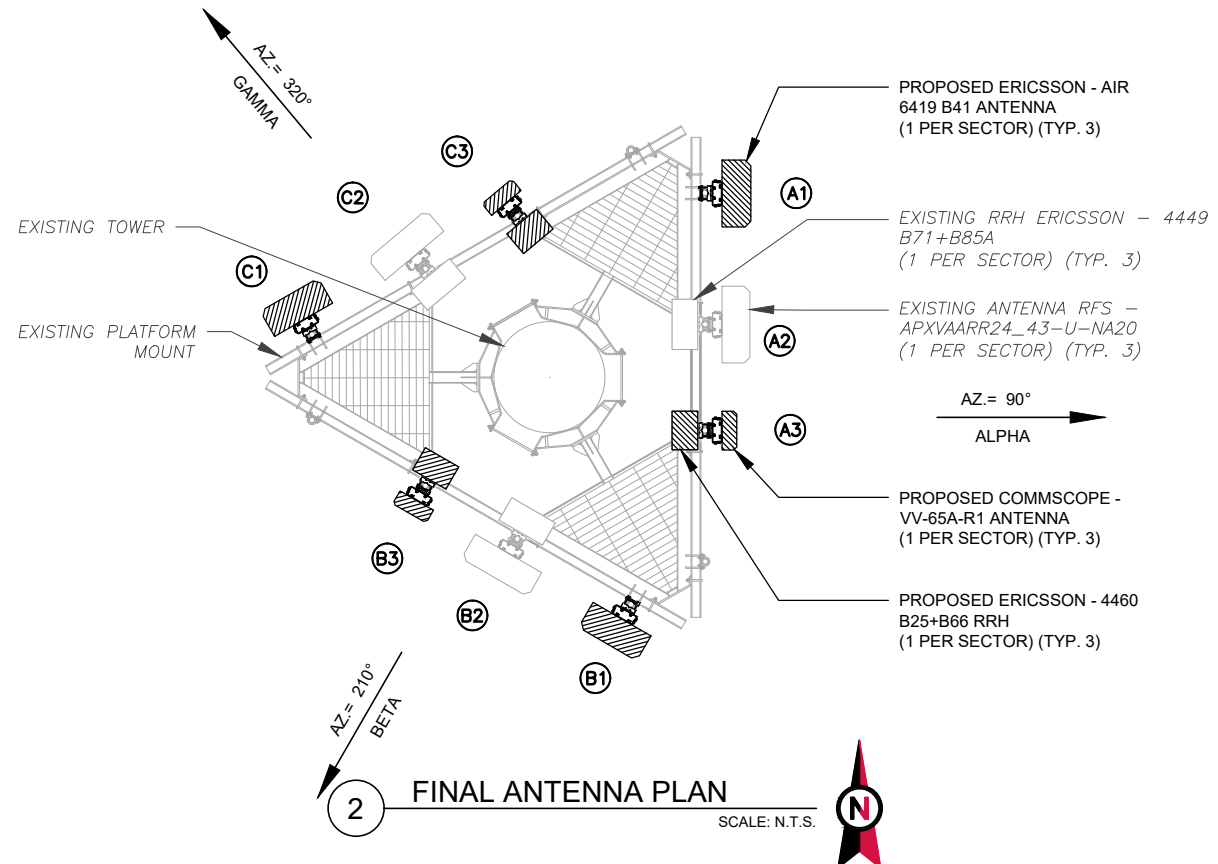 AZ.= 320°
GAMMA
C3
C2
C1
EXISTING TOWER
EXISTING PLATFORM
MOUNT
PROPOSED ERICSSON - AIR
6419 B41 ANTENNA
(1 PER SECTOR) (TYP. 3)
A1
EXISTING RRH ERICSSON – 4449
B71+B85A
(1 PER SECTOR) (TYP. 3)
EXISTING ANTENNA RFS –
APXVAARR24_43-U-NA20
(1 PER SECTOR) (TYP. 3)
A2
AZ.= 90°
ALPHA
A3
PROPOSED COMMSCOPE -
VV-65A-R1 ANTENNA
(1 PER SECTOR) (TYP. 3)
PROPOSED ERICSSON - 4460
B25+B66 RRH
(1 PER SECTOR) (TYP. 3)
B3
B2
B1
AZ.= 210°
BETA
2
FINAL ANTENNA PLAN
SCALE: N.T.S.
N